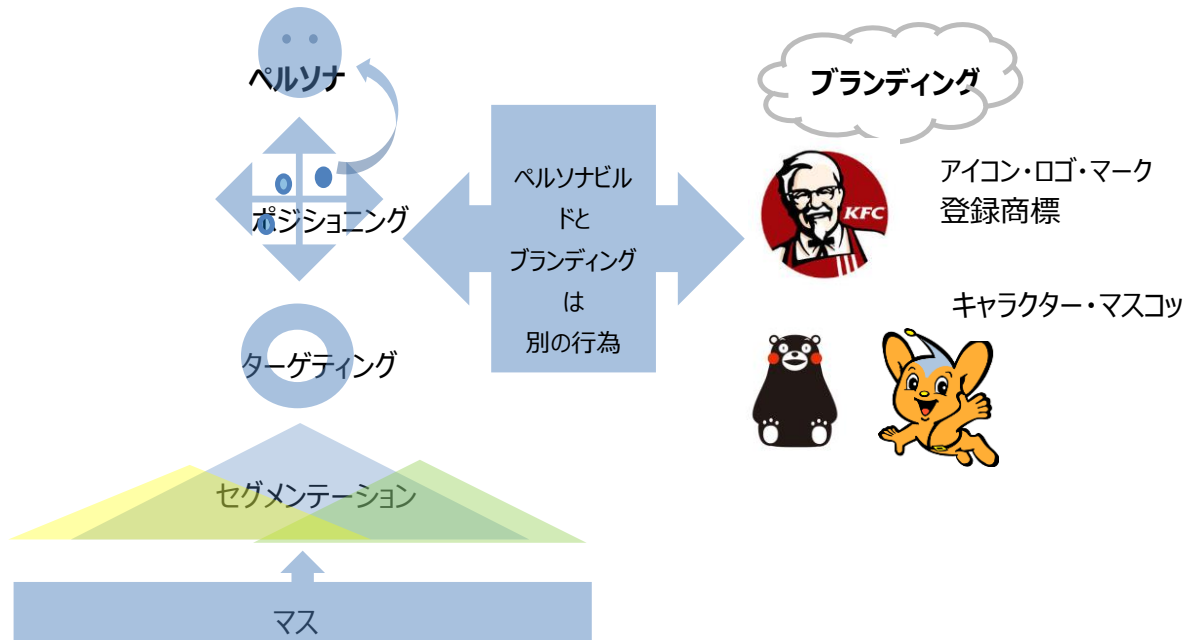 ペルソナ
ポジショニング
ターゲティング
セグメンテーション
マス
ペルソナビル
ドと
ブランディング
は
別の行為
ブランディング
KFC
アイコン・ロゴ・マーク
登録商標
キャラクター・マスコッ